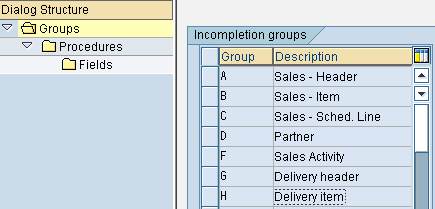 Dialog Structure
Groups
Procedures
Fields
Incompletion groups
Group Description
A Sales - Header
B Sales - Item
C Sales - Sched. Line
D Partner
F Sales Activity
G Delivery header
H Delivery item